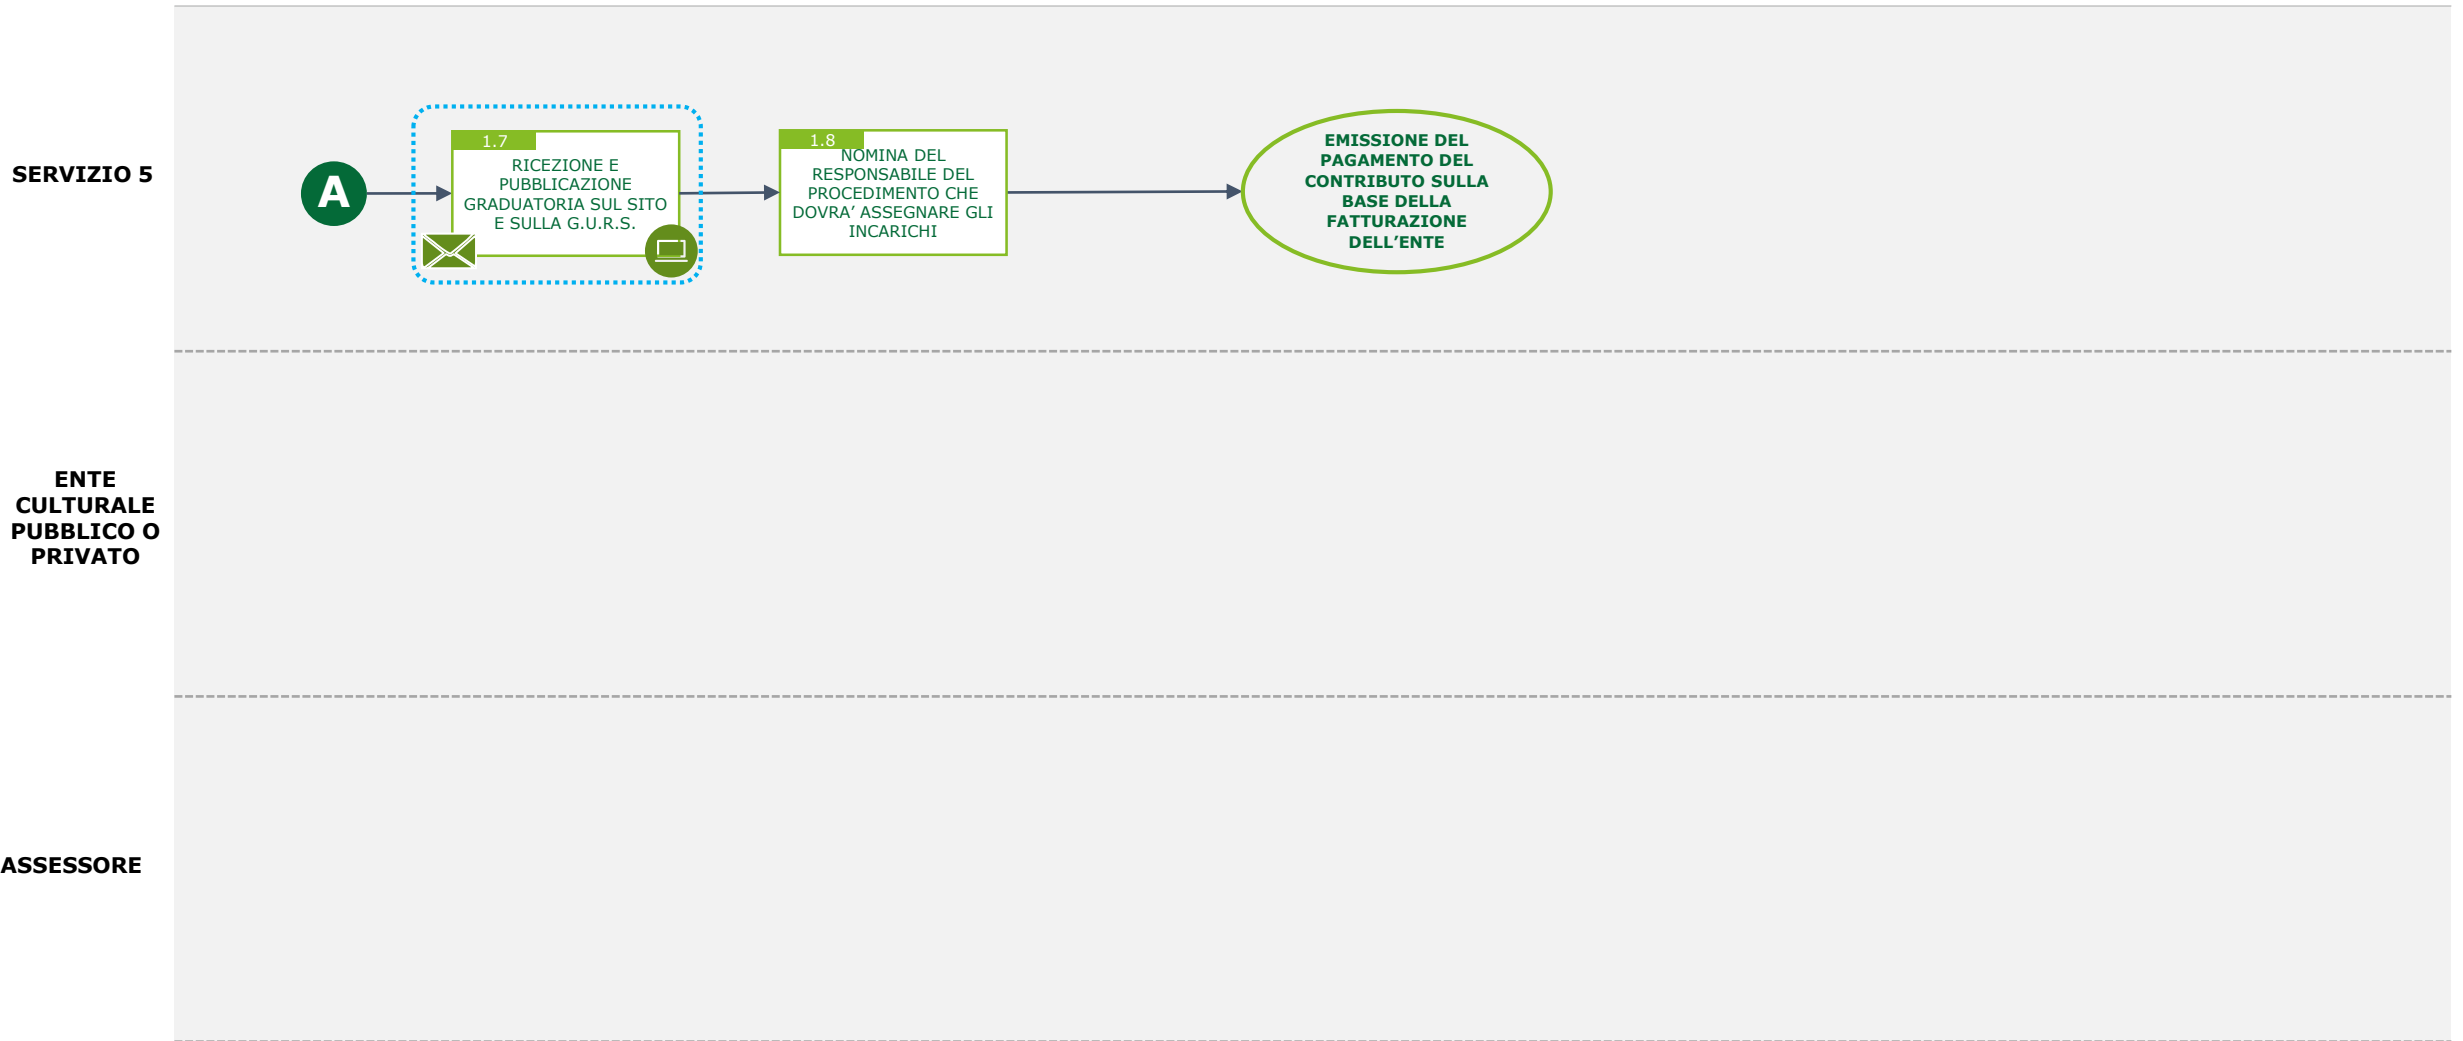 SERVIZIO 5
A
1.7
RICEZIONE E
PUBBLICAZIONE
GRADUATORIA SUL SITO
E SULLA G.U.R.S.
1.8
NOMINA DEL
RESPONSABILE DEL
PROCEDIMENTO CHE
DOVRA’ ASSEGNARE GLI
INCARICHI
EMISSIONE DEL
PAGAMENTO DEL
CONTRIBUTO SULLA
BASE DELLA
FATTURAZIONE
DELL’ENTE
ENTE
CULTURALE
PUBBLICO O
PRIVATO
ASSESSORE